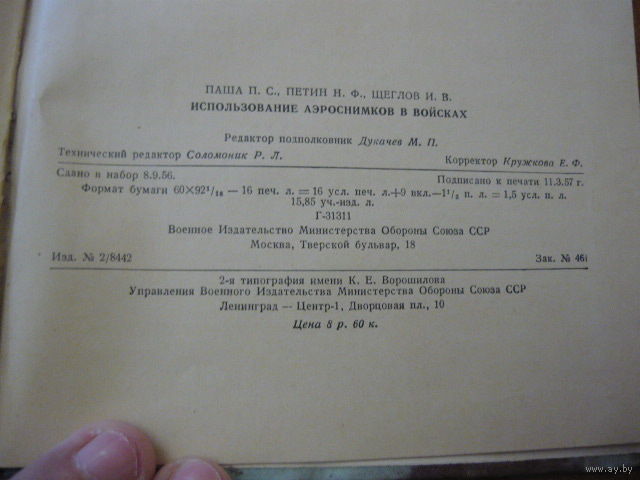 ПАША П. С., ПЕТИН Н. Ф., ЩЕГЛОВ И. В.
ИСПОЛЬЗОВАНИЕ АЭРОСНИМКОВ В ВОЙСКАХ
Редактор подполковник Дукачев М. П.
Технический редактор Соломоник Р. Л. Корректор Кружкова Е. Ф.
Сдано в набор 8.9.56. Подписано к печати 11.3.57 г.
Формат бумаги 60×92¹/₁₆ — 16 печ. л. = 16 усл. печ. л.+9 вкл.—1¹/₂ п. л. = 1,5 усл. п. л.
15,85 уч.-изд. л.
Г-31311
Военное Издательство Министерства Обороны Союза ССР
Москва, Тверской бульвар, 18
Изд. № 2/8442 Зак. № 461
2-я типография имени К. Е. Ворошилова
Управления Военного Издательства Министерства Обороны Союза ССР
Ленинград — Центр-1, Дворцовая пл., 10
Цена 8 р. 60 к.
www.ay.by